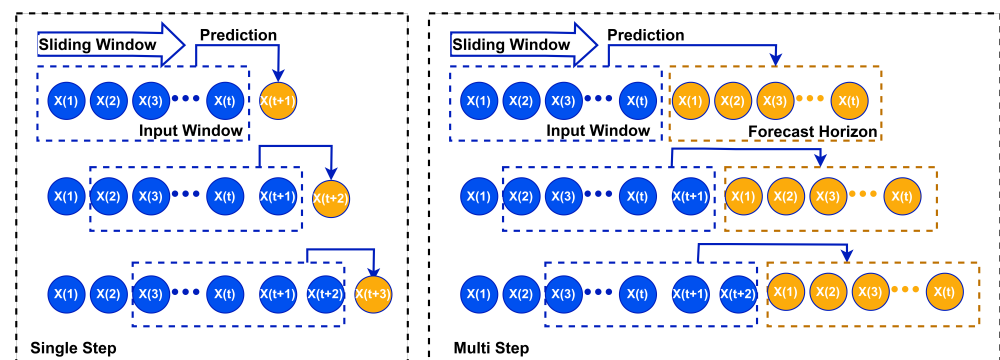 Sliding Window
Prediction
X(1) X(2) X(3) X(t) X(t+1)
Input Window
X(1) X(2) X(3) X(t) X(t+1) X(t+2)
X(1) X(2) X(3) X(t) X(t+1) X(t+2) X(t+3)
Single Step
Sliding Window
Prediction
X(1) X(2) X(3) X(t) X(1) X(2) X(3) X(t)
Input Window Forecast Horizon
X(1) X(2) X(3) X(t) X(t+1) X(1) X(2) X(3) X(t)
X(1) X(2) X(3) X(t) X(t+1) X(t+2) X(1) X(2) X(3) X(t)
Multi Step